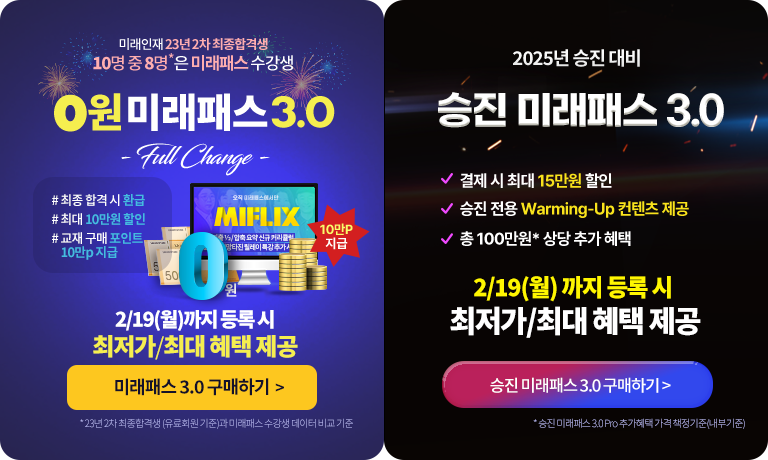 미래인재 23년 2차 최종합격생
10명 중 8명*은 미래패스 수강생
0원 미래패스 3.0
- Full Change -
# 최종 합격 시 환급
# 최대 10만원 할인
# 교재 구매 포인트
10만p 지급
오직 미래패스에서만
MIFLIX
10만P
지급
50
0원
2/19(월)까지 등록 시
최저가/최대 혜택 제공
미래패스 3.0 구매하기 >
* 23년 2차 최종합격생 (유료회원 기준)과 미래패스 수강생 데이터 비교 기준
2025년 승진 대비
승진 미래패스 3.0
결제 시 최대 15만원 할인
승진 전용 Warming-Up 컨텐츠 제공
총 100만원* 상당 추가 혜택
2/19(월) 까지 등록 시
최저가/최대 혜택 제공
승진 미래패스 3.0 구매하기 >
* 승진 미래패스 3.0 Pro 추가혜택 가격 책정기준(내부기준)